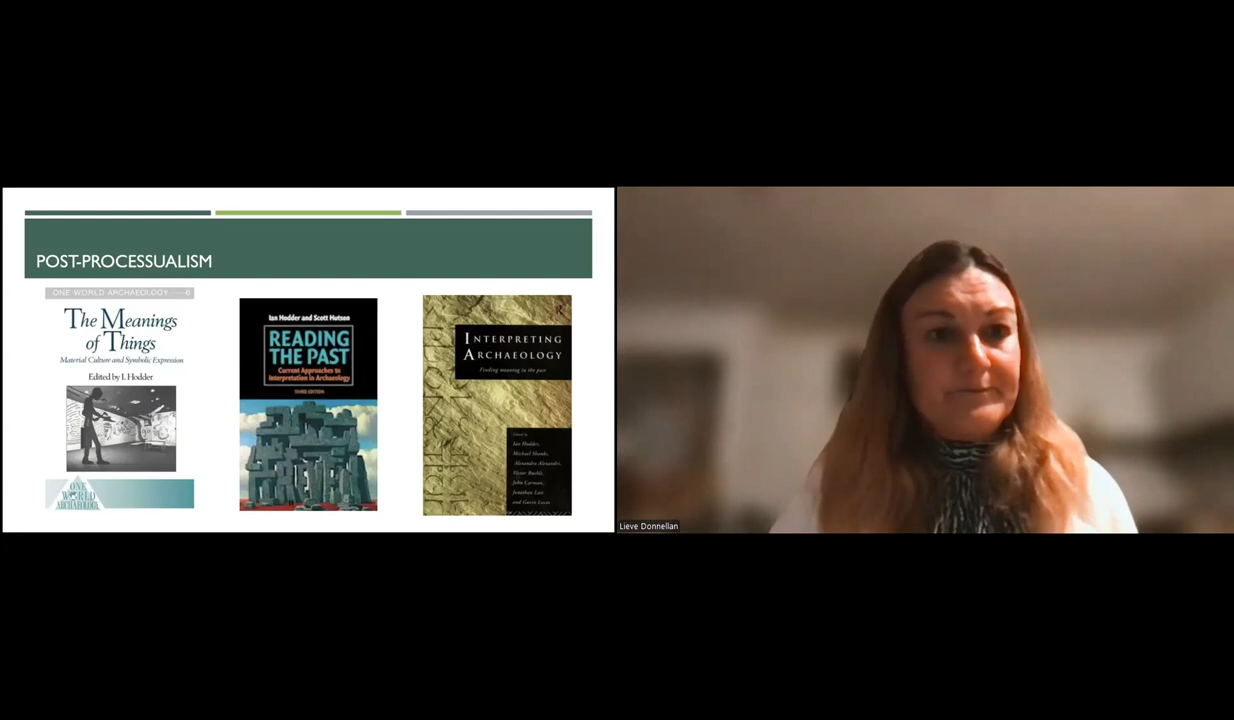 POST-PROCESSUALISM
ONE WORLD ARCHAEOLOGY 6
The Meanings
of Things
Material Culture and Symbolic Expression
Edited by I. Hodder
ONE
WORLD
ARCHAEOLOGY
Ian Hodder and Scott Hutson
READING
THE PAST
Current Approaches to
Interpretation in Archaeology
THIRD EDITION
INTERPRETING
ARCHAEOLOGY
Finding meaning in the past
Edited by
Ian Hodder,
Michael Shanks,
Alexandra Alexandri,
Victor Buchli,
John Carman,
Jonathan Last
and Gavin Lucas
Lieve Donnellan